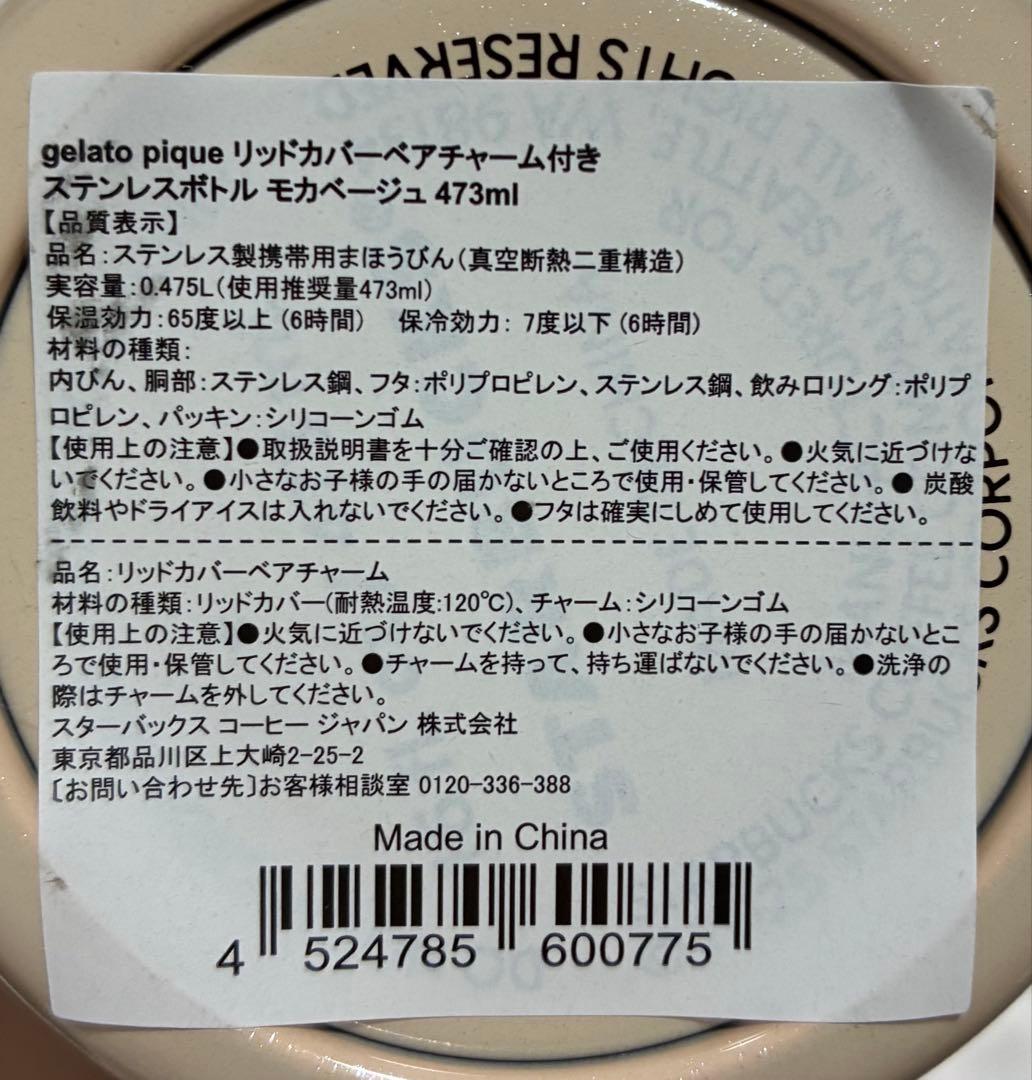 gelato pique リッドカバーベアチャーム付き
ステンレスボトル モカベージュ 473ml
【品質表示】
品名:ステンレス製携帯用まほうびん(真空断熱二重構造)
実容量:0.475L(使用推奨量473ml)
保温効力:65度以上 (6時間) 保冷効力: 7度以下 (6時間)
材料の種類:
内びん、胴部:ステンレス鋼、フタ:ポリプロピレン、ステンレス鋼、飲み口リング:ポリプ
ロピレン、パッキン:シリコーンゴム
【使用上の注意】●取扱説明書を十分ご確認の上、ご使用ください。●火気に近づけな
いでください。●小さなお子様の手の届かないところで使用・保管してください。● 炭酸
飲料やドライアイスは入れないでください。●フタは確実にしめて使用してください。
品名:リッドカバーベアチャーム
材料の種類:リッドカバー(耐熱温度:120℃)、チャーム:シリコーンゴム
【使用上の注意】●火気に近づけないでください。●小さなお子様の手の届かないとこ
ろで使用・保管してください。●チャームを持って、持ち運ばないでください。●洗浄の
際はチャームを外してください。
スターバックス コーヒー ジャパン 株式会社
東京都品川区上大崎2-25-2
[お問い合わせ先]お客様相談室 0120-336-388
Made in China
4 524785 600775
RIGHTS RESERVED